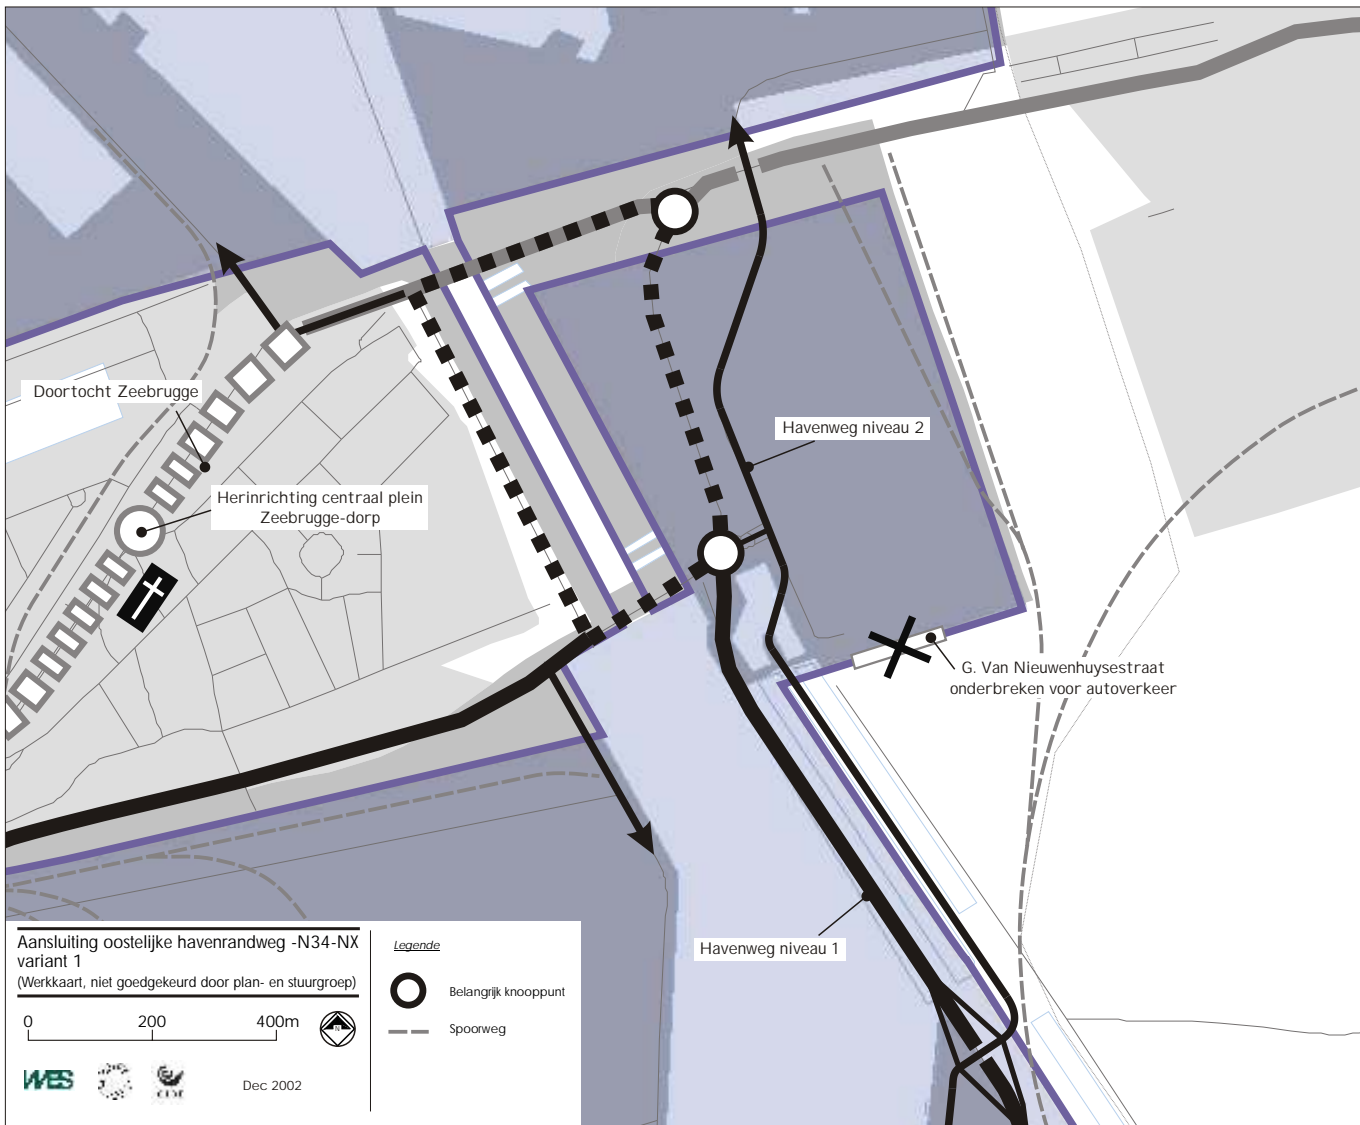 Doortocht Zeebrugge
Herinrichting centraal plein
Zeebrugge-dorp
Havenweg niveau 2
G. Van Nieuwenhuysestraat
onderbreken voor autoverkeer
Havenweg niveau 1
Aansluiting oostelijke havenrandweg -N34-NX
variant 1
(Werkkaart, niet goedgekeurd door plan- en stuurgroep)
0 200 400m
N
WES
Dec 2002
Legende
Belangrijk knooppunt
Spoorweg